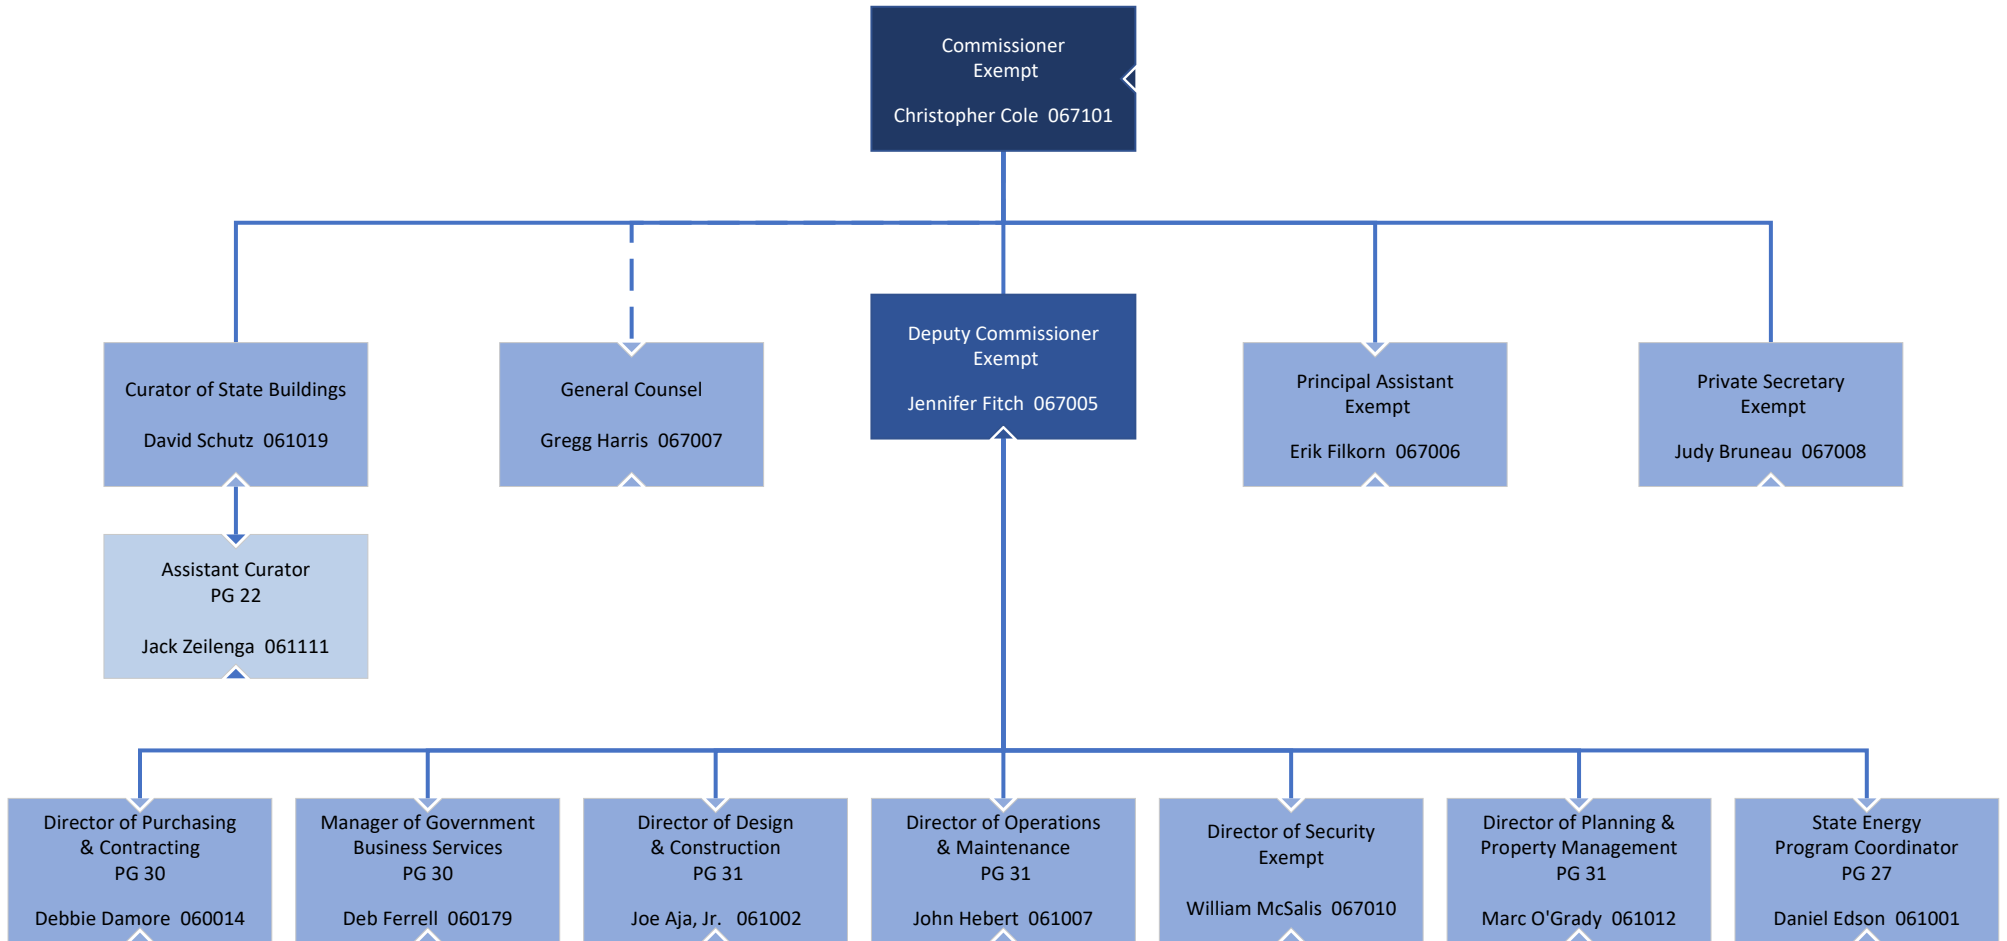 Commissioner
Exempt
Christopher Cole  067101
Curator of State Buildings
David Schutz  061019
General Counsel
Gregg Harris  067007
Deputy Commissioner
Exempt
Jennifer Fitch  067005
Principal Assistant
Exempt
Erik Filkorn  067006
Private Secretary
Exempt
Judy Bruneau  067008
Assistant Curator
PG 22
Jack Zeilenga  061111
Director of Purchasing
& Contracting
PG 30
Debbie Damore  060014
Manager of Government
Business Services
PG 30
Deb Ferrell  060179
Director of Design
& Construction
PG 31
Joe Aja, Jr.   061002
Director of Operations
& Maintenance
PG 31
John Hebert  061007
Director of Security
Exempt
William McSalis  067010
Director of Planning &
Property Management
PG 31
Marc O'Grady  061012
State Energy
Program Coordinator
PG 27
Daniel Edson  061001